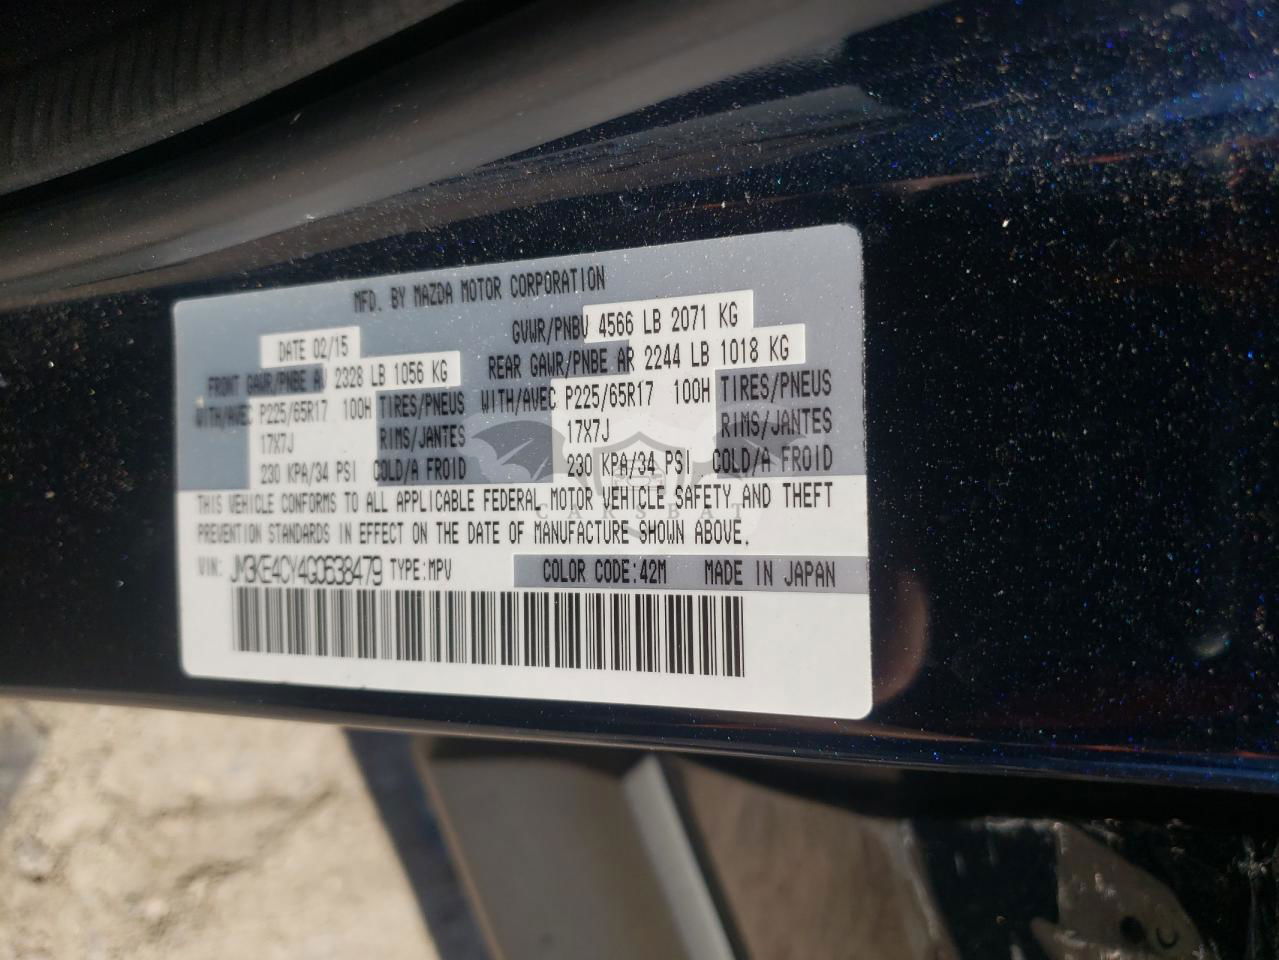 MFD. BY MAZDA MOTOR CORPORATION
DATE 02/15 GVWR/PNBV 4566 LB 2071 KG
FRONT GAWR/PNBE AV 2328 LB 1056 KG REAR GAWR/PNBE AR 2244 LB 1018 KG
WITH/AVEC P225/65R17 100H TIRES/PNEUS WITH/AVEC P225/65R17 100H TIRES/PNEUS
17X7J RIMS/JANTES 17X7J RIMS/JANTES
230 KPA/34 PSI COLD/A FROID 230 KPA/34 PSI COLD/A FROID
THIS VEHICLE CONFORMS TO ALL APPLICABLE FEDERAL MOTOR VEHICLE SAFETY AND THEFT
PREVENTION STANDARDS IN EFFECT ON THE DATE OF MANUFACTURE SHOWN ABOVE.
VIN: JM3KE4CY4G0638479 TYPE:MPV COLOR CODE:42M MADE IN JAPAN
CARSBAT